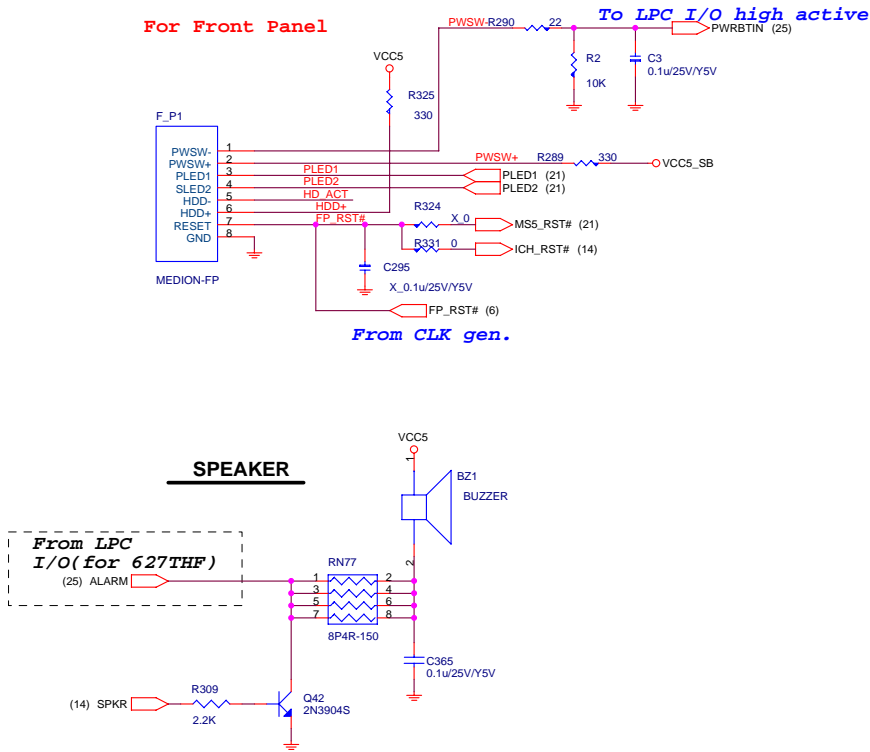 To LPC I/O high active
For Front Panel
PWSW-
R290
22
PWRBTIN (25)
VCC5
R2
10K
C3
0.1u/25V/Y5V
R325
330
F_P1
PWSW-
1
PWSW+
2
PWSW+
R289
330
VCC5_SB
PLED1
3
PLED1
PLED1 (21)
SLED2
4
PLED2
PLED2 (21)
HDD-
5
HD_ACT
HDD+
6
HDD+
R324
RESET
7
FP_RST#
X_0
MS5_RST# (21)
GND
8
R331
0
ICH_RST# (14)
C295
MEDION-FP
X_0.1u/25V/Y5V
FP_RST# (6)
From CLK gen.
VCC5
1
SPEAKER
BZ1
BUZZER
2
From LPC
I/O(for 627THF)
(25) ALARM
RN77
1
2
3
4
5
6
7
8
8P4R-150
C365
0.1u/25V/Y5V
R309
(14) SPKR
2.2K
Q42
2N3904S